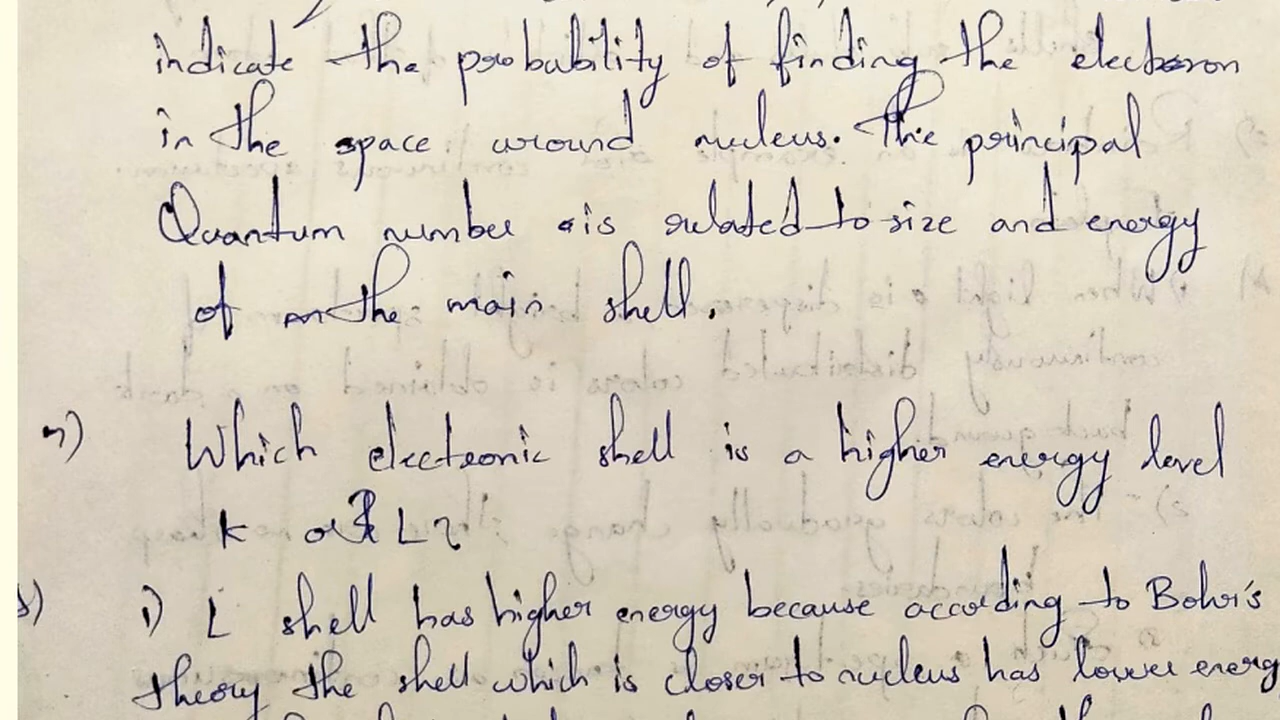 indicate the probability of finding the electron
in the space around nucleus. The principal
Quantum number is related to size and energy
of the main shell.
7) Which electronic shell is a higher energy level
K or L ?
s) i) L shell has higher energy because according to Bohr's
theory the shell which is closer to nucleus has lower energ